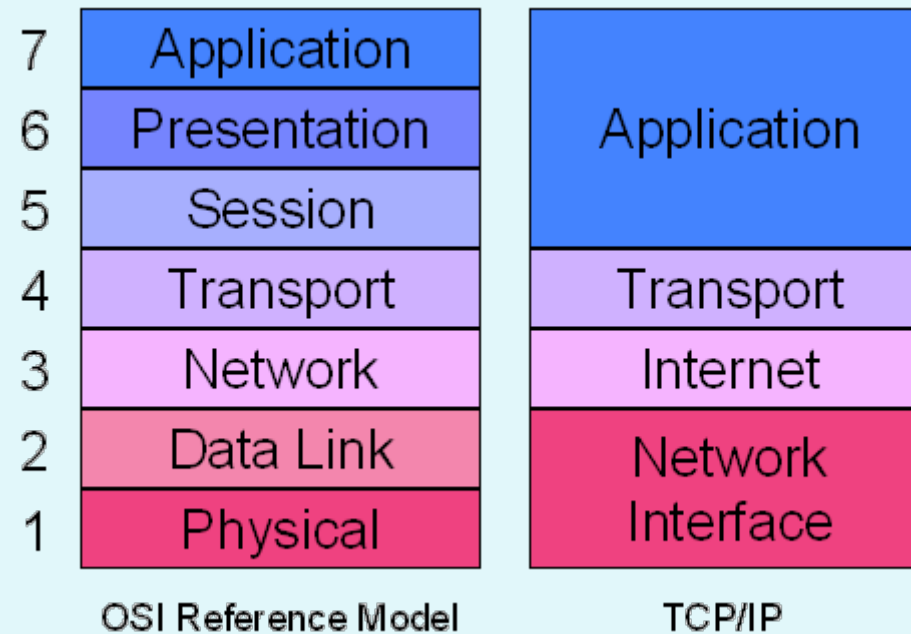 7 Application
6 Presentation
5 Session
4 Transport
3 Network
2 Data Link
1 Physical
OSI Reference Model
Application
Transport
Internet
Network
Interface
TCP/IP